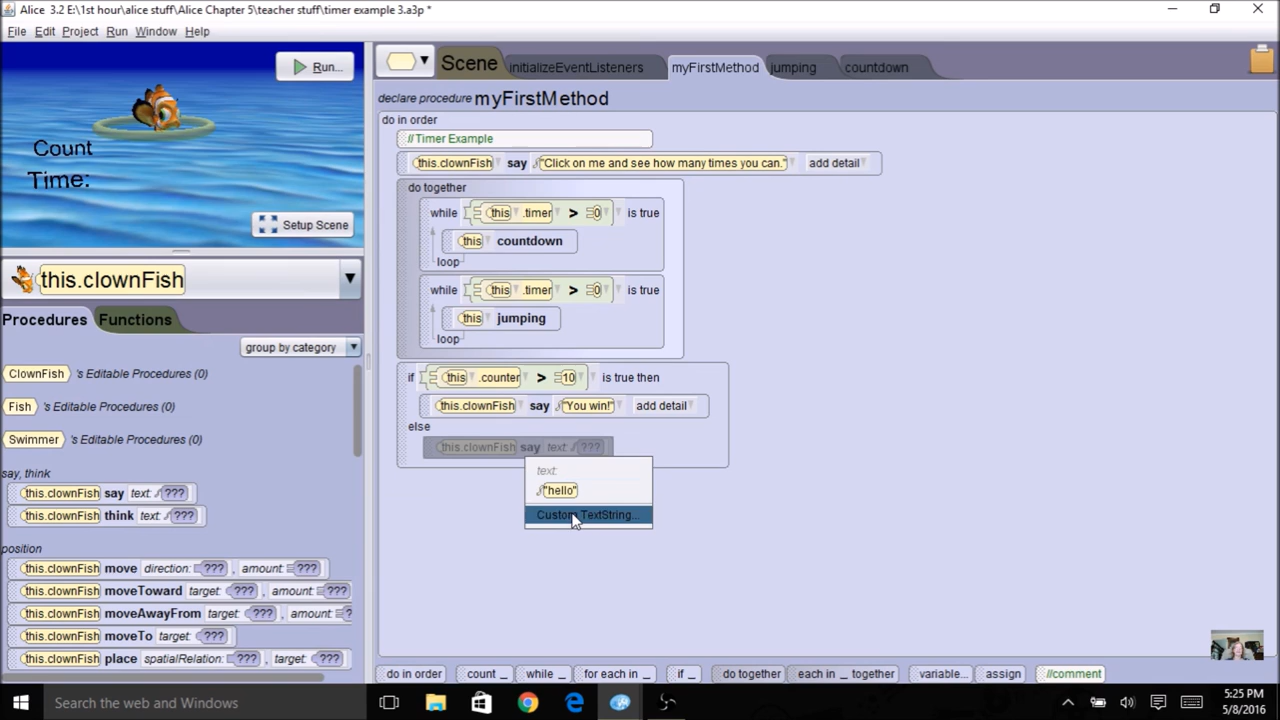 Alice 3.2 E:\1st hour\alice stuff\Alice Chapter 5\teacher stuff\timer example 3.a3p *
File Edit Project Run Window Help
Run...
Count
Time:
Setup Scene
this.clownFish
Procedures Functions
group by category
ClownFish 's Editable Procedures (0)
Fish 's Editable Procedures (0)
Swimmer 's Editable Procedures (0)
say, think
this.clownFish say text: ???
this.clownFish think text: ???
position
this.clownFish move direction: ???, amount: ???
this.clownFish moveToward target: ???, amount: ???
this.clownFish moveAwayFrom target: ???, amount: ?
this.clownFish moveTo target: ???
this.clownFish place spatialRelation: ???, target: ???
Scene initializeEventListeners myFirstMethod jumping countdown
declare procedure myFirstMethod
do in order
//Timer Example
this.clownFish say "Click on me and see how many times you can." add detail
do together
while this .timer > 0 is true
this countdown
loop
while this .timer > 0 is true
this jumping
loop
if this .counter > 10 is true then
this.clownFish say "You win!" add detail
else
this.clownFish say text: ???
text:
"hello"
Custom TextString...
do in order count _ while _ for each in _ if _ do together each in _ together variable... assign //comment
Search the web and Windows
5:25 PM
5/8/2016